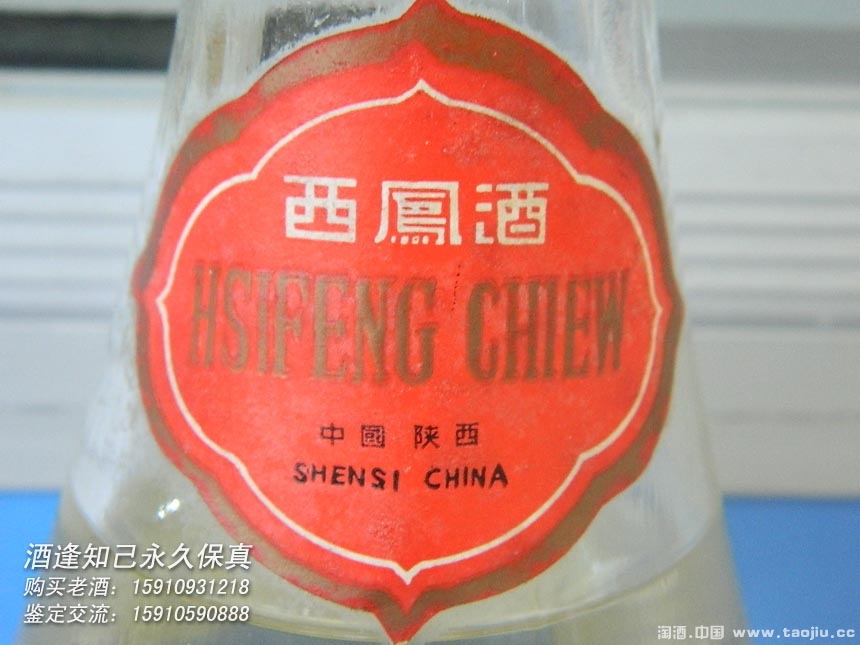 西鳳酒
HSIFENG CHIEW
中國 陕西
SHENSI CHINA
酒逢知己永久保真
购买老酒：15910931218
鉴定交流：15910590888
淘酒.中国 www.taojiu.cc